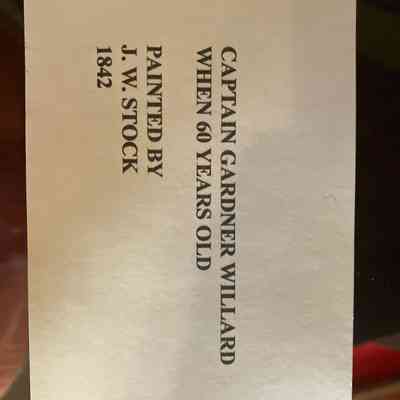 CAPTAIN GARDNER WILLARD
WHEN 60 YEARS OLD
PAINTED BY
J. W. STOCK
1842